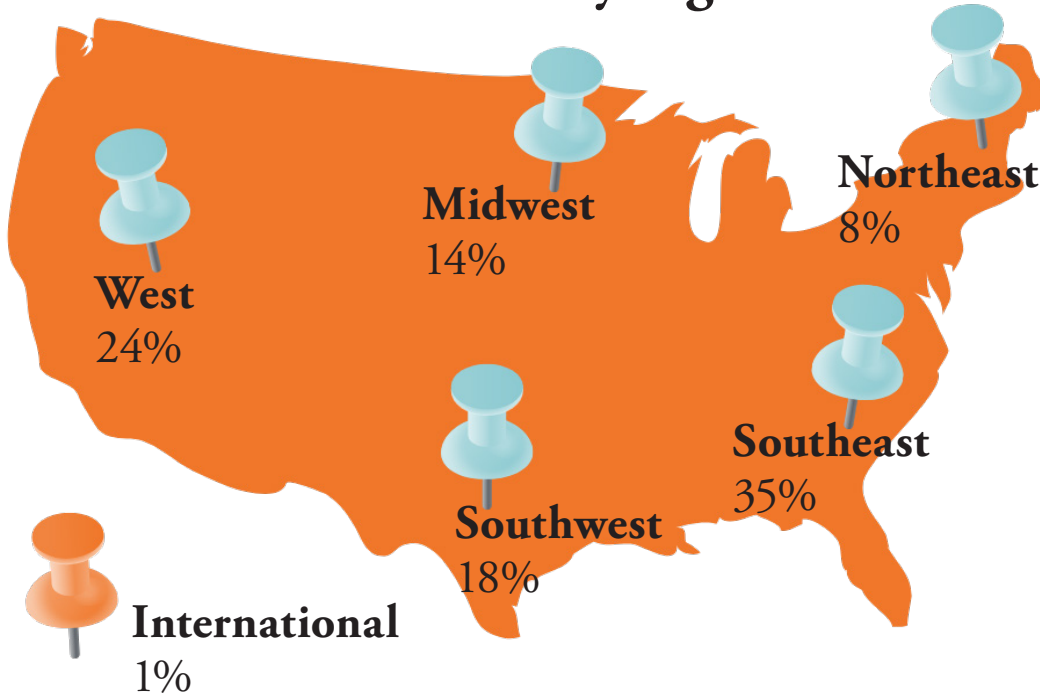 Northeast
8%
Midwest
14%
West
24%
Southeast
35%
Southwest
18%
International
1%